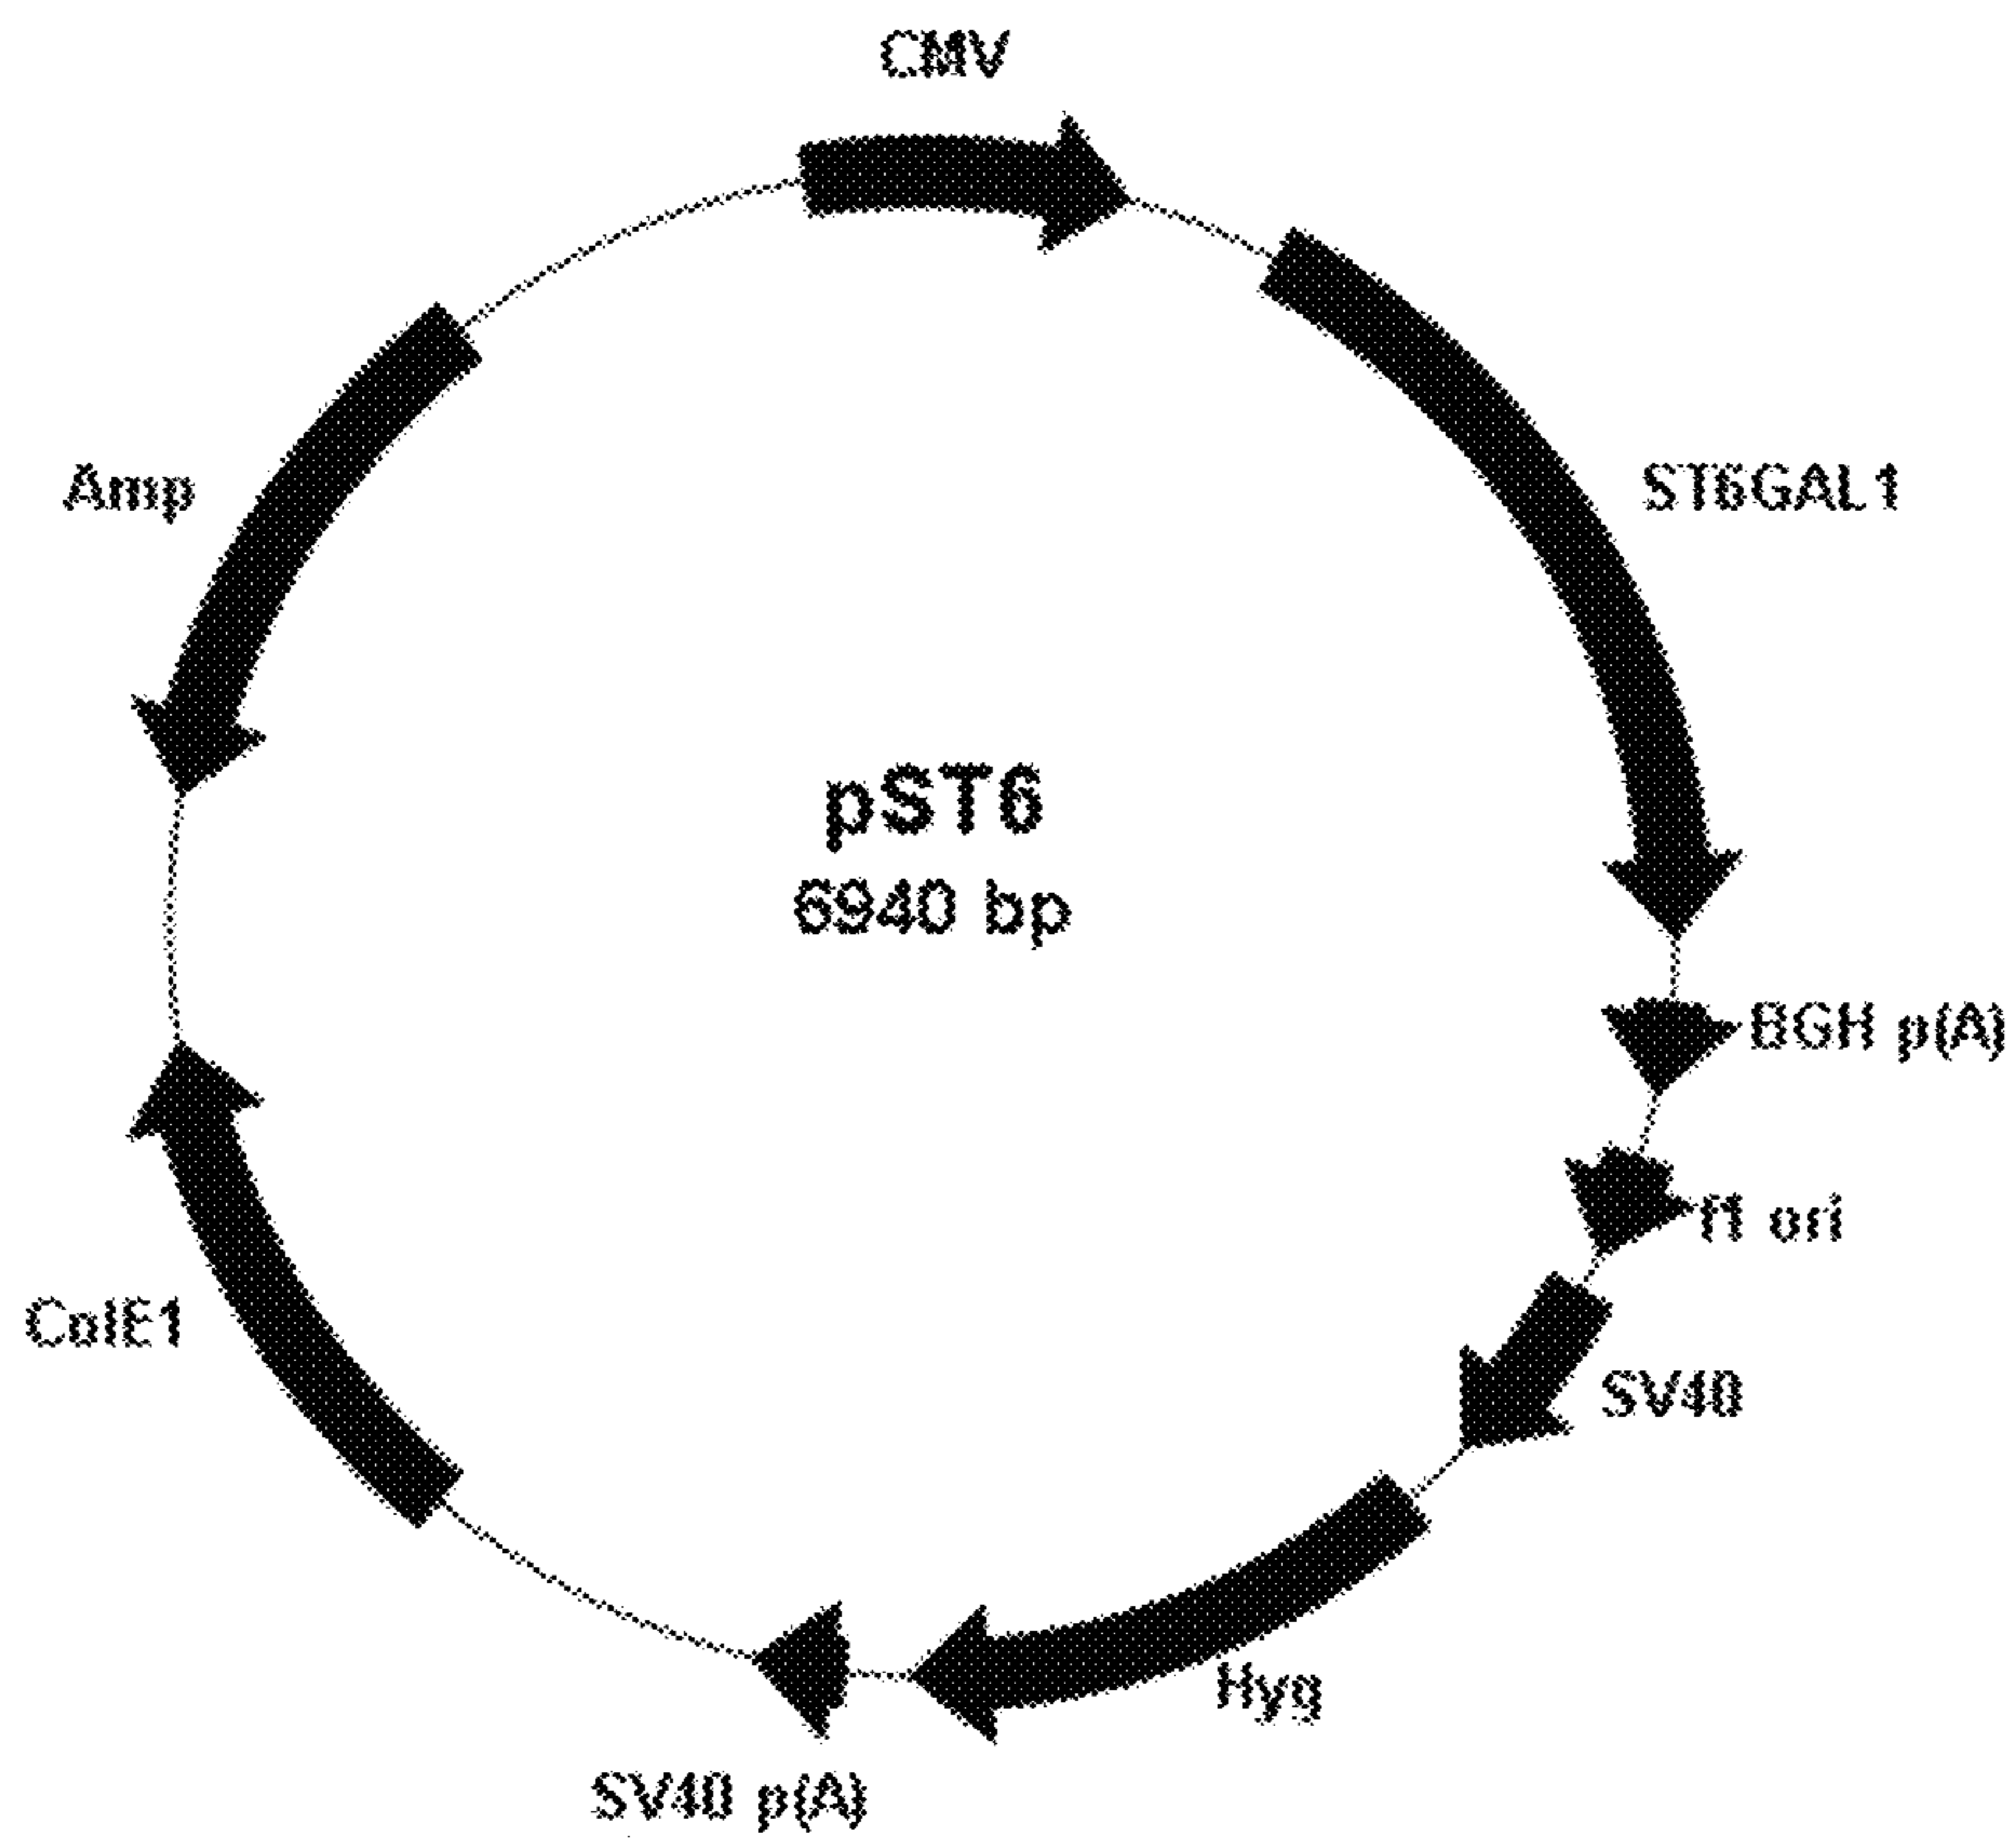 CMV
Amp
ST6GAL1
pST6
6940 bp
BGH p(A)
f1 ori
ColE1
SV40
Hyg
SV40 p(A)